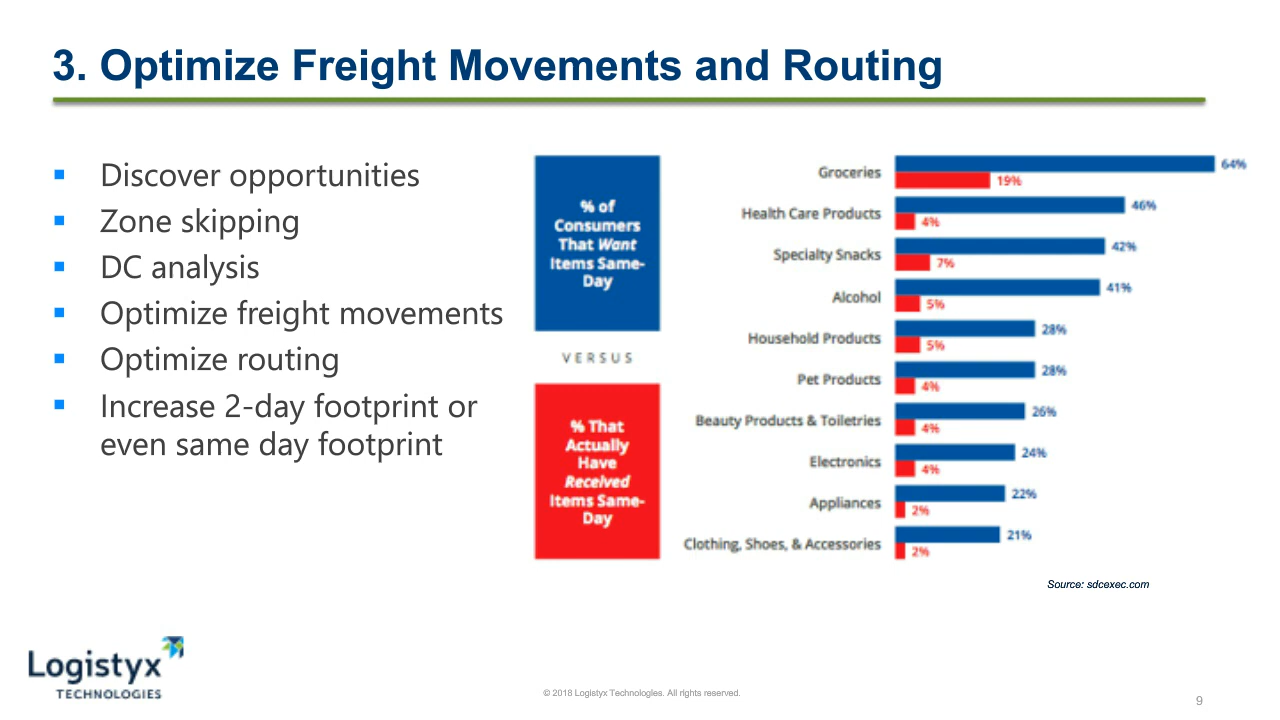 3. Optimize Freight Movements and Routing
▪ Discover opportunities
▪ Zone skipping
▪ DC analysis
▪ Optimize freight movements
▪ Optimize routing
▪ Increase 2-day footprint or
even same day footprint
% of
Consumers
That Want
Items Same-
Day
VERSUS
% That
Actually
Have
Received
Items Same-
Day
Groceries 64%
19%
Health Care Products 46%
4%
Specialty Snacks 42%
7%
Alcohol 41%
5%
Household Products 28%
5%
Pet Products 28%
4%
Beauty Products & Toiletries 26%
4%
Electronics 24%
4%
Appliances 22%
2%
Clothing, Shoes, & Accessories 21%
2%
Source: sdcexec.com
Logistyx
TECHNOLOGIES
© 2018 Logistyx Technologies. All rights reserved.
9